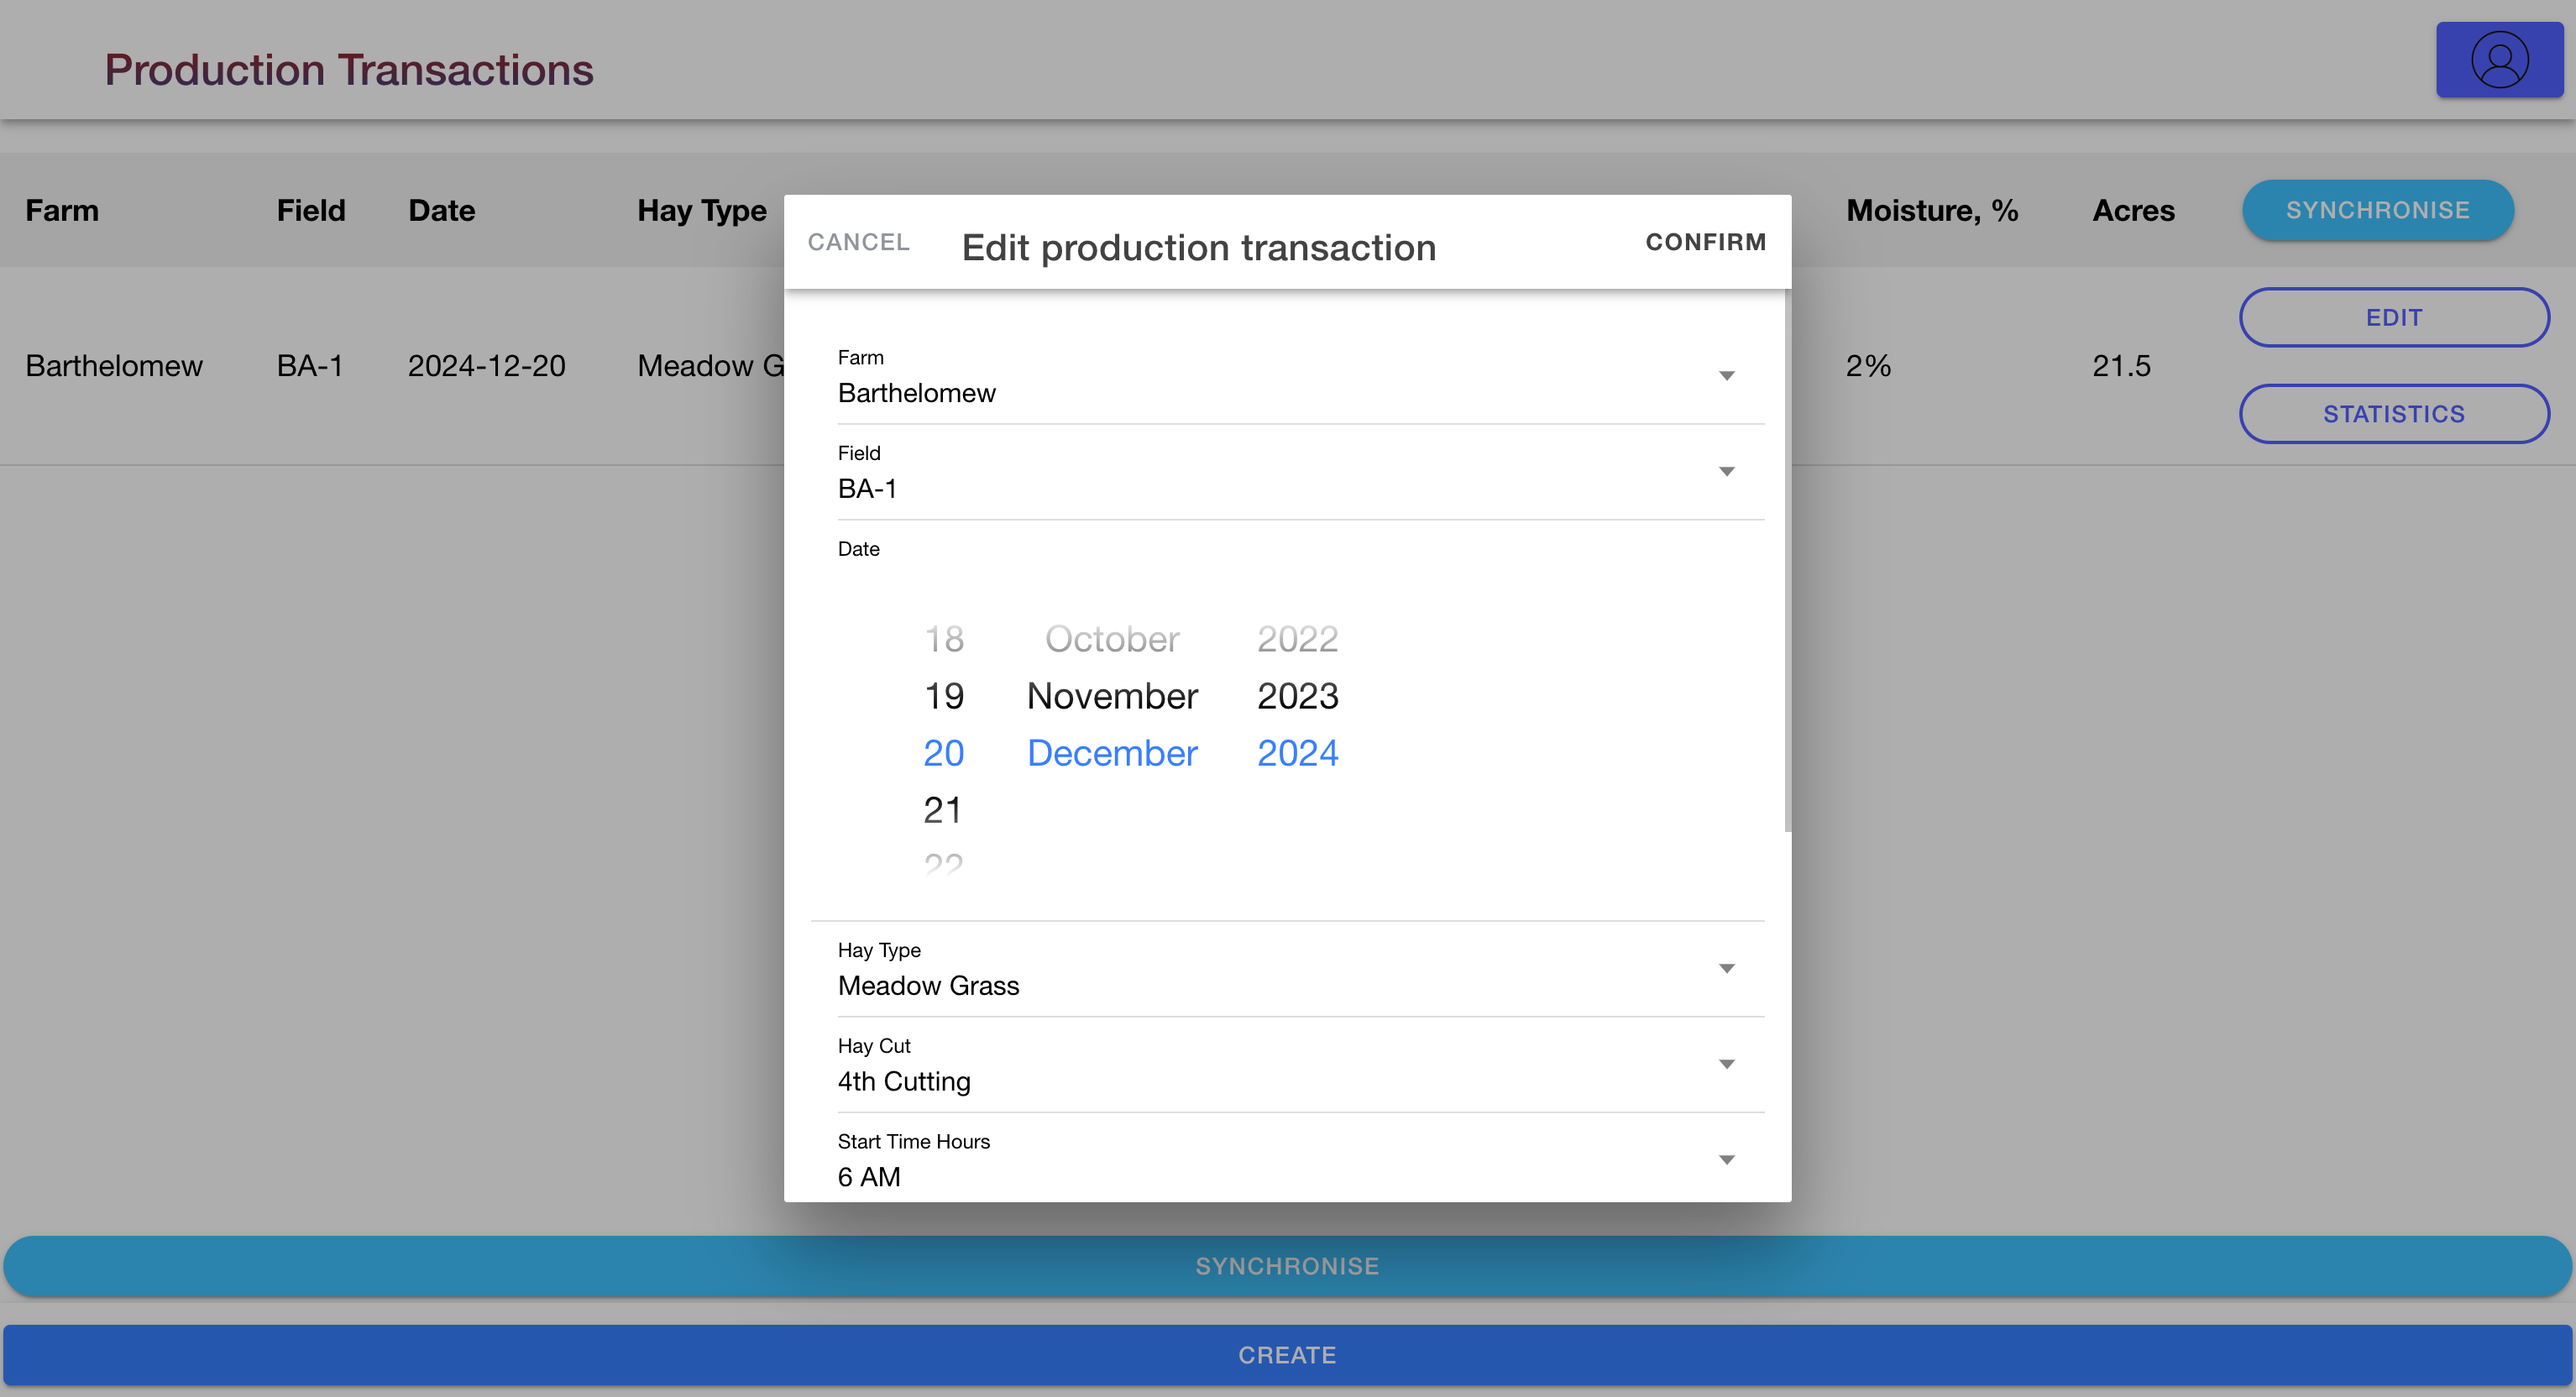 Production Transactions
Farm Field Date Hay Type Moisture, % Acres SYNCHRONISE
Barthelomew BA-1 2024-12-20 Meadow G 2% 21.5 EDIT
STATISTICS
CANCEL Edit production transaction CONFIRM
Farm
Barthelomew
Field
BA-1
Date
18 October 2022
19 November 2023
20 December 2024
21
22
Hay Type
Meadow Grass
Hay Cut
4th Cutting
Start Time Hours
6 AM
SYNCHRONISE
CREATE